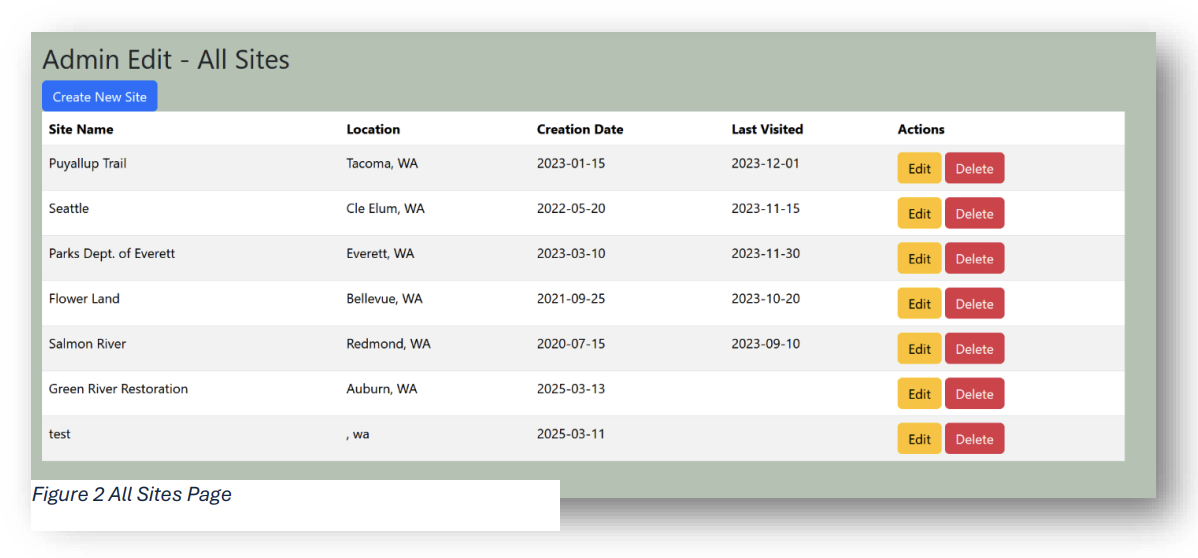 Admin Edit - All Sites
Create New Site
Site Name Location Creation Date Last Visited Actions
Puyallup Trail Tacoma, WA 2023-01-15 2023-12-01 Edit Delete
Seattle Cle Elum, WA 2022-05-20 2023-11-15 Edit Delete
Parks Dept. of Everett Everett, WA 2023-03-10 2023-11-30 Edit Delete
Flower Land Bellevue, WA 2021-09-25 2023-10-20 Edit Delete
Salmon River Redmond, WA 2020-07-15 2023-09-10 Edit Delete
Green River Restoration Auburn, WA 2025-03-13 Edit Delete
test , wa 2025-03-11 Edit Delete
Figure 2 All Sites Page